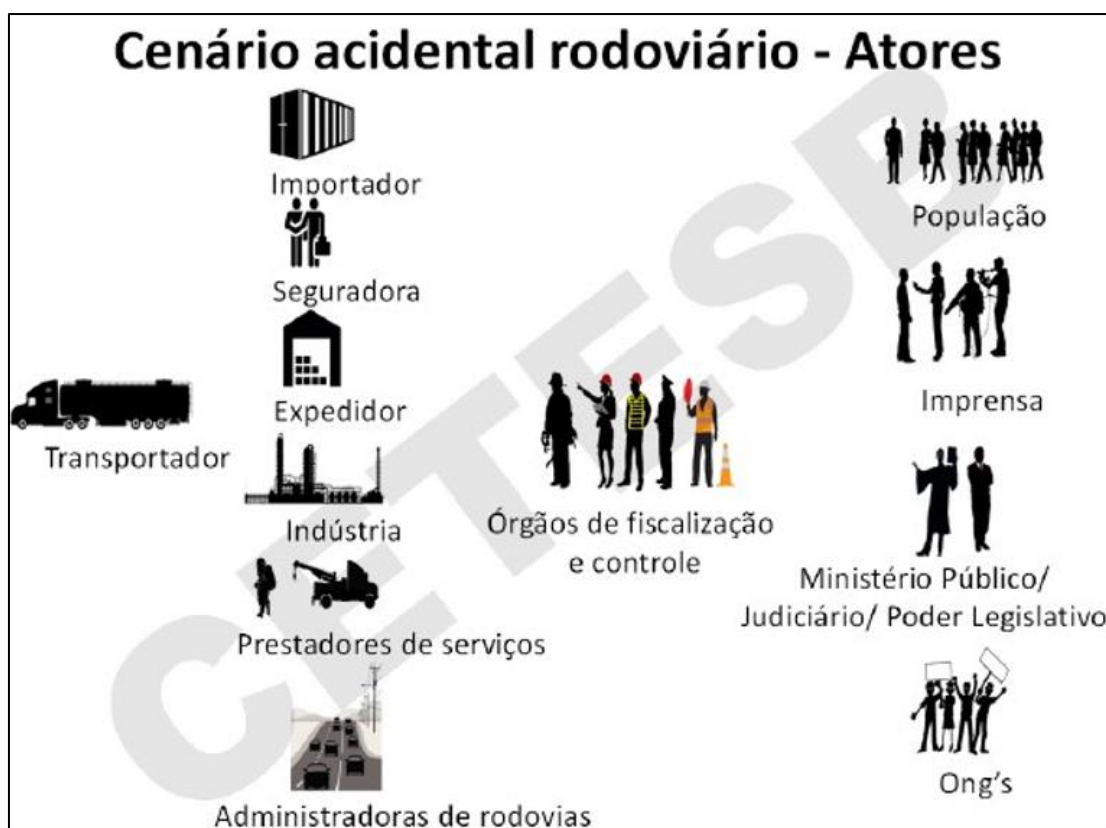 Cenário acidental rodoviário - Atores
Importador
Seguradora
Expedidor
Transportador
Indústria
Prestadores de serviços
Administradoras de rodovias
Órgãos de fiscalização
e controle
População
Imprensa
Ministério Público/
Judiciário/ Poder Legislativo
Ong's
CETESB